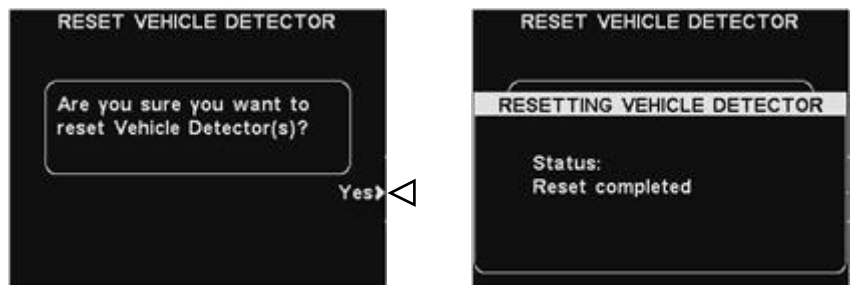 RESET VEHICLE DETECTOR
Are you sure you want to
reset Vehicle Detector(s)?
Yes
RESET VEHICLE DETECTOR
RESETTING VEHICLE DETECTOR
Status:
Reset completed